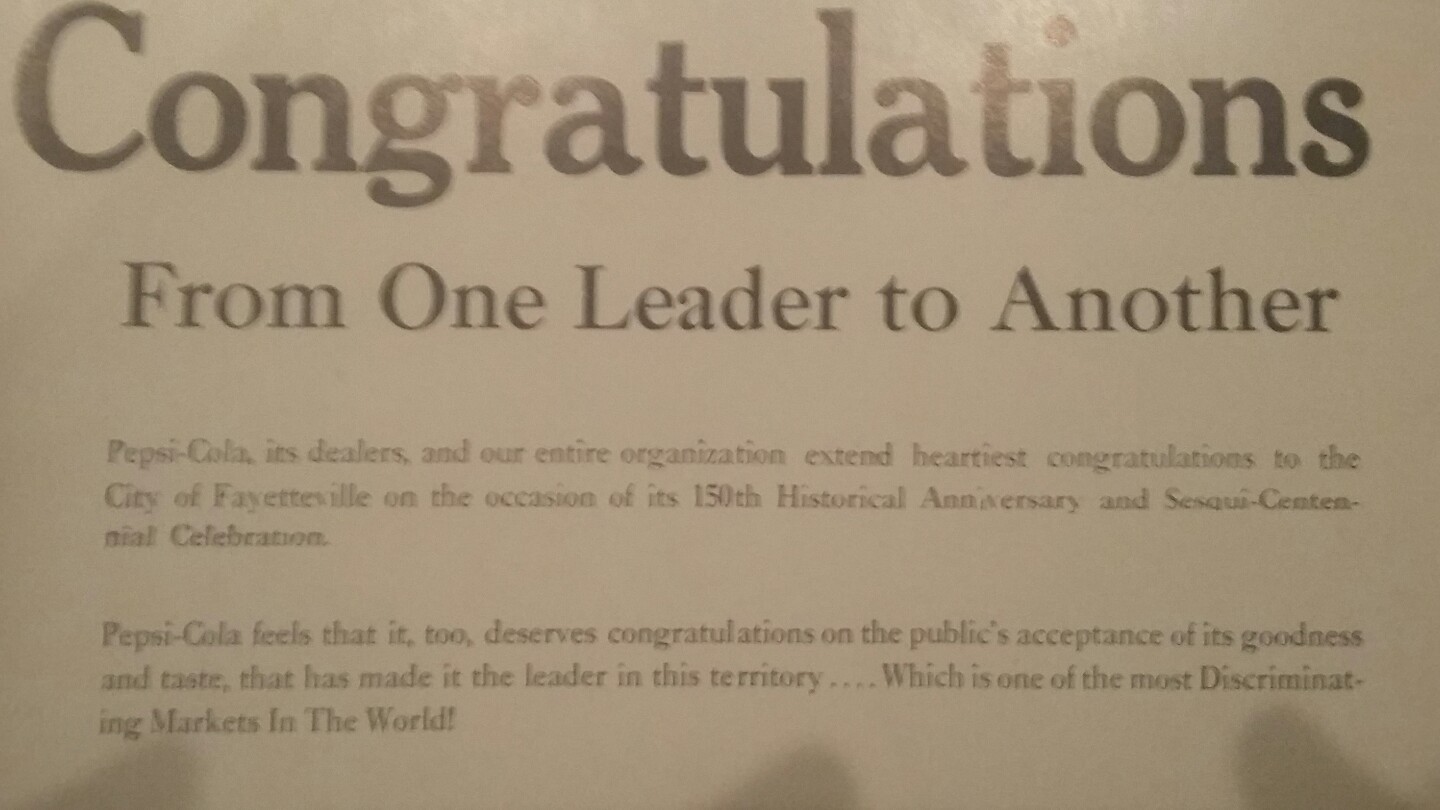 Congratulations
From One Leader to Another
Pepsi-Cola, its dealers, and our entire organization extend heartiest congratulations to the
City of Fayetteville on the occasion of its 150th Historical Anniversary and Sesqui-Centen-
nial Celebration.
Pepsi-Cola feels that it, too, deserves congratulations on the public's acceptance of its goodness
and taste, that has made it the leader in this territory .... Which is one of the most Discriminat-
ing Markets In The World!